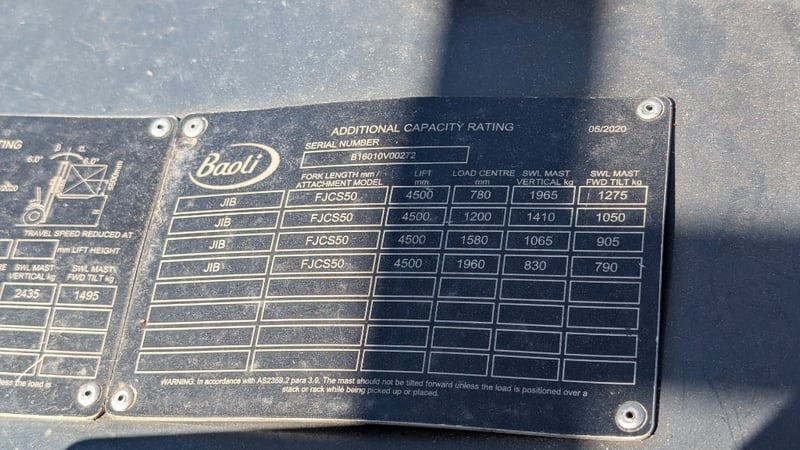 TING
6.0°
6.0°
TRAVEL SPEED REDUCED AT
mm LIFT HEIGHT
SWL MAST SWL MAST
VERTICAL kg FWD TILT kg
2435 1495
less the load is
Baoli
ADDITIONAL CAPACITY RATING 05/2020
SERIAL NUMBER
B16010V00272
FORK LENGTH mm / LIFT LOAD CENTRE SWL MAST SWL MAST
ATTACHMENT MODEL mm mm VERTICAL kg FWD TILT kg
JIB FJCS50 4500 780 1965 1275
JIB FJCS50 4500 1200 1410 1050
JIB FJCS50 4500 1580 1065 905
JIB FJCS50 4500 1960 830 790
WARNING: In accordance with AS2359.2 para 3.9. The mast should not be tilted forward unless the load is positioned over a
stack or rack while being picked up or placed.